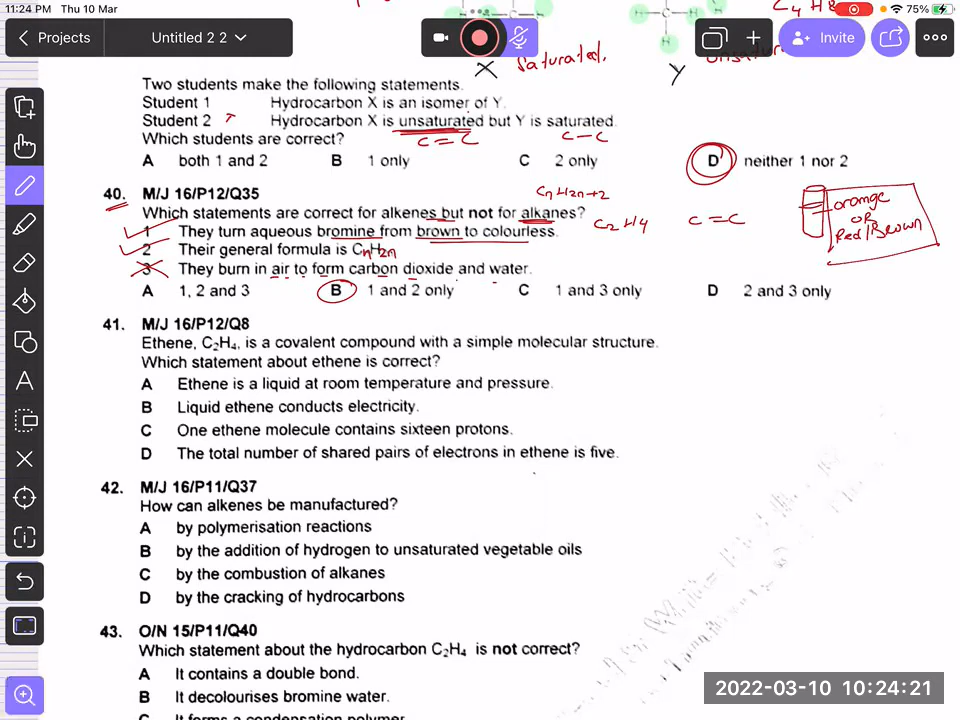 11:24 PM Thu 10 Mar
75%
C4 H8
Projects
Untitled 2 2
Invite
H
C
H
H
X Saturated.
Y
Two students make the following statements.
Student 1 Hydrocarbon X is an isomer of Y.
Student 2 Hydrocarbon X is unsaturated but Y is saturated.
Which students are correct?
C = C
C - C
A both 1 and 2 B 1 only C 2 only D neither 1 nor 2
40. M/J 16/P12/Q35
CnH2n+2
Which statements are correct for alkenes but not for alkanes?
C2H4 C=C
orange
OR
Red/Brown
1 They turn aqueous bromine from brown to colourless.
2 Their general formula is CnH2n
3 They burn in air to form carbon dioxide and water.
A 1, 2 and 3 B 1 and 2 only C 1 and 3 only D 2 and 3 only
41. M/J 16/P12/Q8
Ethene, C₂H₄, is a covalent compound with a simple molecular structure.
Which statement about ethene is correct?
A Ethene is a liquid at room temperature and pressure.
B Liquid ethene conducts electricity.
C One ethene molecule contains sixteen protons.
D The total number of shared pairs of electrons in ethene is five.
42. M/J 16/P11/Q37
How can alkenes be manufactured?
A by polymerisation reactions
B by the addition of hydrogen to unsaturated vegetable oils
C by the combustion of alkanes
D by the cracking of hydrocarbons
43. O/N 15/P11/Q40
Which statement about the hydrocarbon C₂H₄ is not correct?
A It contains a double bond.
B It decolourises bromine water.
C It forms a condensation polymer.
2022-03-10 10:24:21